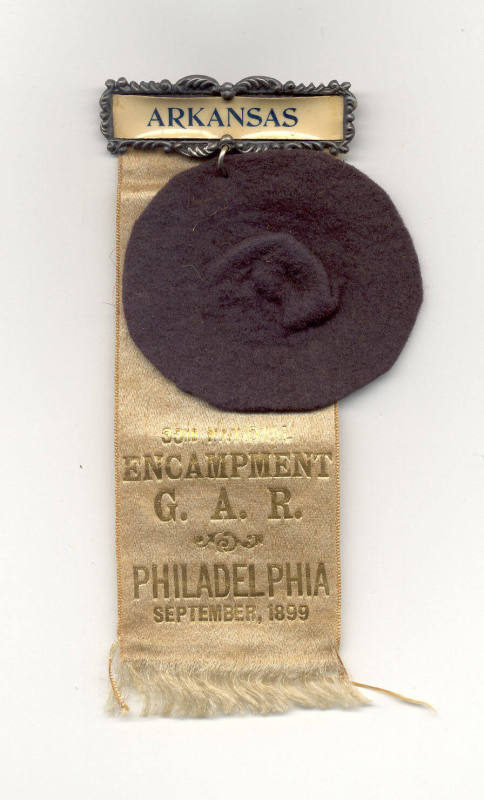 ARKANSAS
ENCAMPMENT
G. A. R.
PHILADELPHIA
SEPTEMBER, 1899